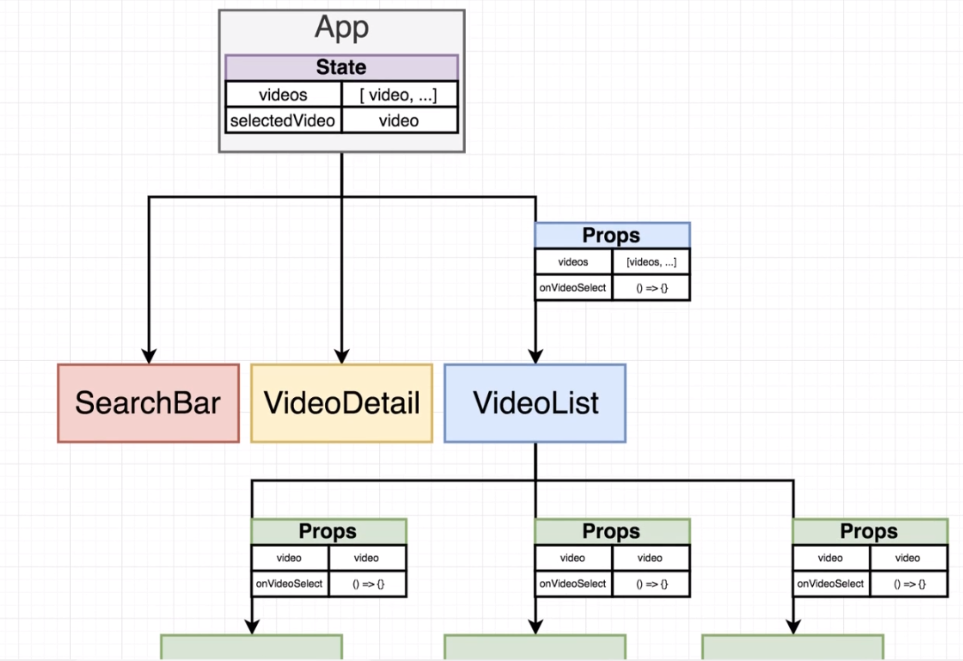 App
State
videos [ video, ...]
selectedVideo video
Props
videos [videos, ...]
onVideoSelect () => {}
SearchBar VideoDetail VideoList
Props Props Props
video video video video video video
onVideoSelect () => {} onVideoSelect () => {} onVideoSelect () => {}